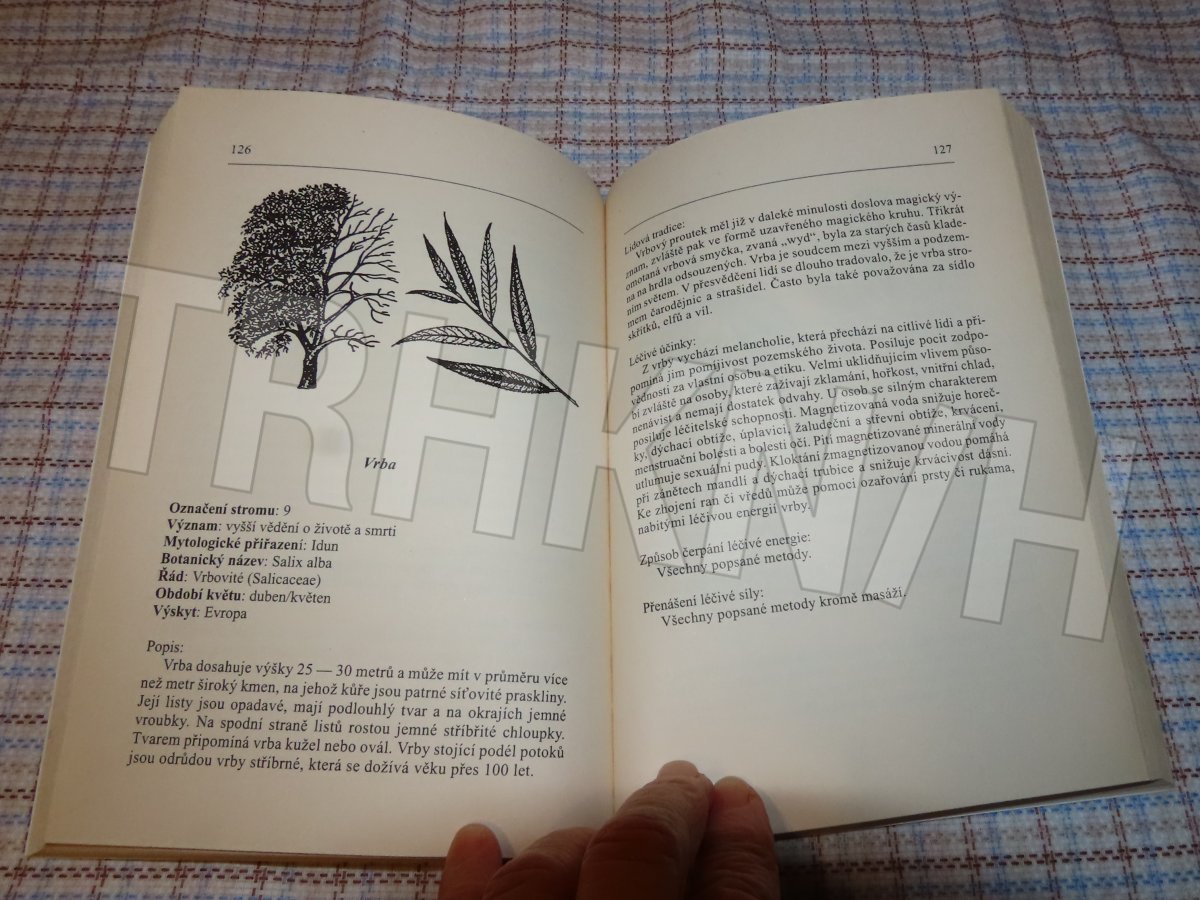 126
Vrba
Označení stromu: 9
Význam: vyšší vědění o životě a smrti
Mytologické přiřazení: Idun
Botanický název: Salix alba
Řád: Vrbovité (Salicaceae)
Období květu: duben/květen
Výskyt: Evropa
Popis:
Vrba dosahuje výšky 25 — 30 metrů a může mít v průměru více
než metr široký kmen, na jehož kůře jsou patrné síťovité praskliny.
Její listy jsou opadavé, mají podlouhlý tvar a na okrajích jemné
vroubky. Na spodní straně listů rostou jemné stříbřité chloupky.
Tvarem připomíná vrba kužel nebo ovál. Vrby stojící podél potoků
jsou odrůdou vrby stříbrné, která se dožívá věku přes 100 let.
127
Lidová tradice:
Vrbový proutek měl již v daleké minulosti doslova magický vý-
znam, zvláště pak ve formě uzavřeného magického kruhu. Třikrát
omotaná vrbová smyčka, zvaná „wyd“, byla za starých časů klade-
na na hrdla odsouzených. Vrba je soudcem mezi vyšším a podzem-
ním světem. V přesvědčení lidí se dlouho tradovalo, že je vrba stro-
mem čarodějnic a strašidel. Často byla také považována za sídlo
skřítků, elfů a víl.
Léčivé účinky:
Z vrby vychází melancholie, která přechází na citlivé lidi a při-
pomíná jim pomíjivost pozemského života. Posiluje pocit zodpo-
vědnosti za vlastní osobu a etiku. Velmi uklidňujícím vlivem půso-
bí zvláště na osoby, které zažívají zklamání, hořkost, vnitřní chlad,
nenávist a nemají dostatek odvahy. U osob se silným charakterem
posiluje léčitelské schopnosti. Magnetizovaná voda snižuje horeč-
ky, dýchací obtíže, úplavici, žaludeční a střevní obtíže, krvácení,
menstruační bolesti a bolesti očí. Pití magnetizované minerální vody
utlumuje sexuální pudy. Kloktání zmagnetizovanou vodou pomáhá
při zánětech mandlí a dýchací trubice a snižuje krvácivost dásní.
Ke zhojení ran či vředů může pomoci ozařování prsty či rukama,
nabitými léčivou energií vrby.
Způsob čerpání léčivé energie:
Všechny popsané metody.
Přenášení léčivé síly:
Všechny popsané metody kromě masáží.
TRHKNIH